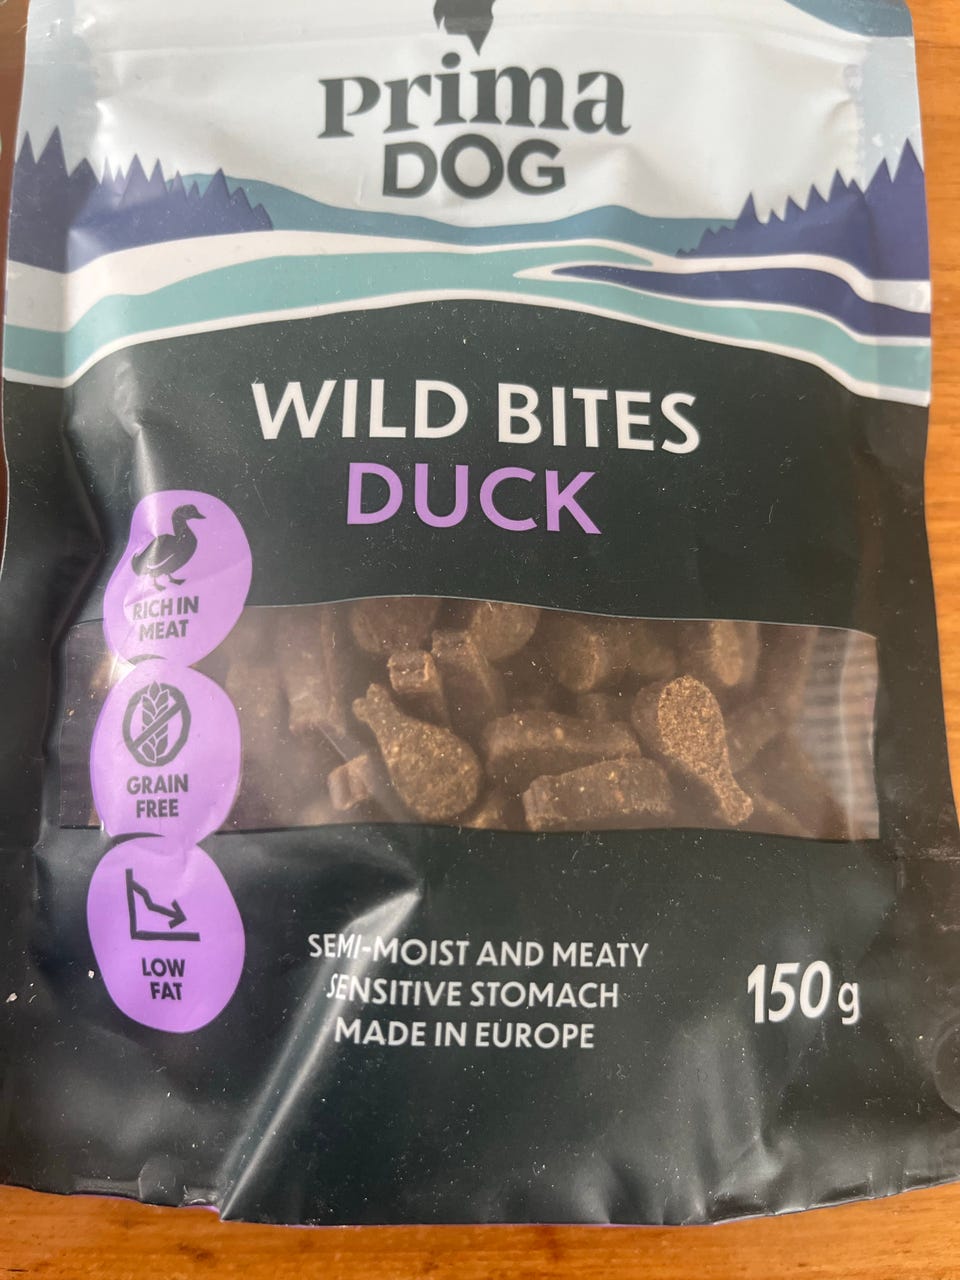 Prima
DOG
WILD BITES
DUCK
RICH IN
MEAT
GRAIN
FREE
LOW
FAT
SEMI-MOIST AND MEATY
SENSITIVE STOMACH
MADE IN EUROPE
150 g